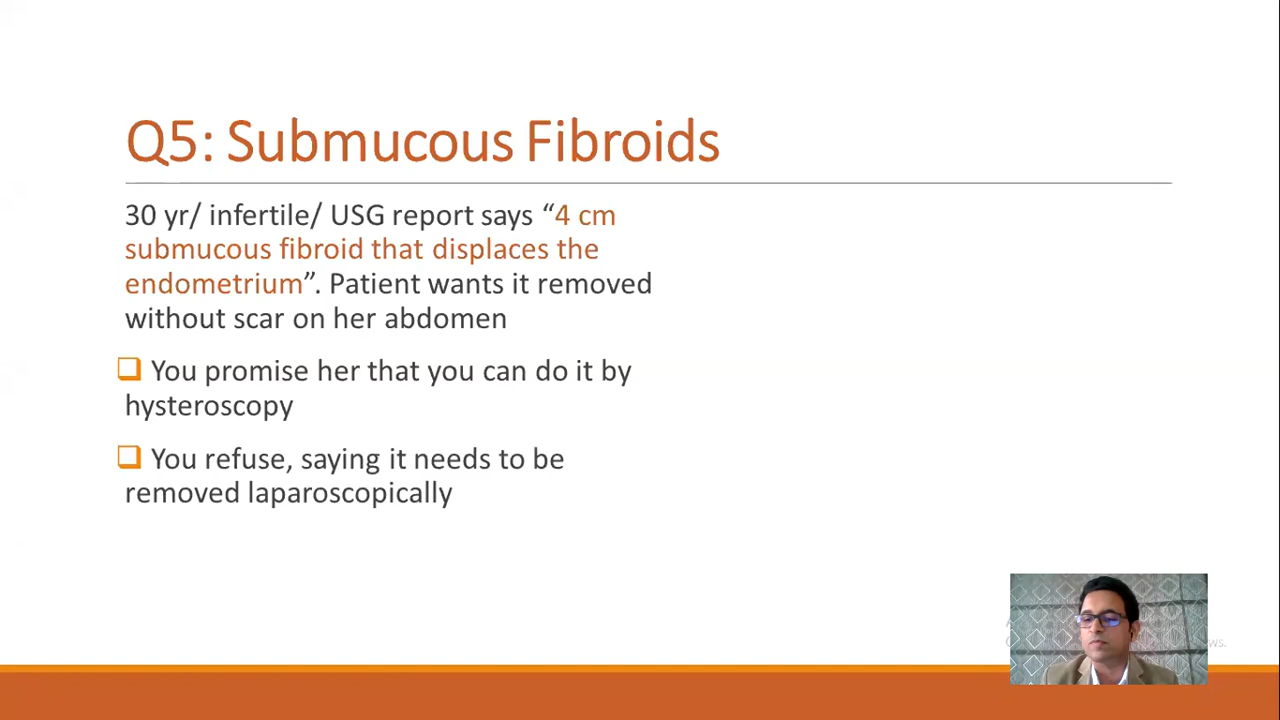 Q5: Submucous Fibroids
30 yr/ infertile/ USG report says “4 cm
submucous fibroid that displaces the
endometrium”. Patient wants it removed
without scar on her abdomen
❑ You promise her that you can do it by
hysteroscopy
❑ You refuse, saying it needs to be
removed laparoscopically